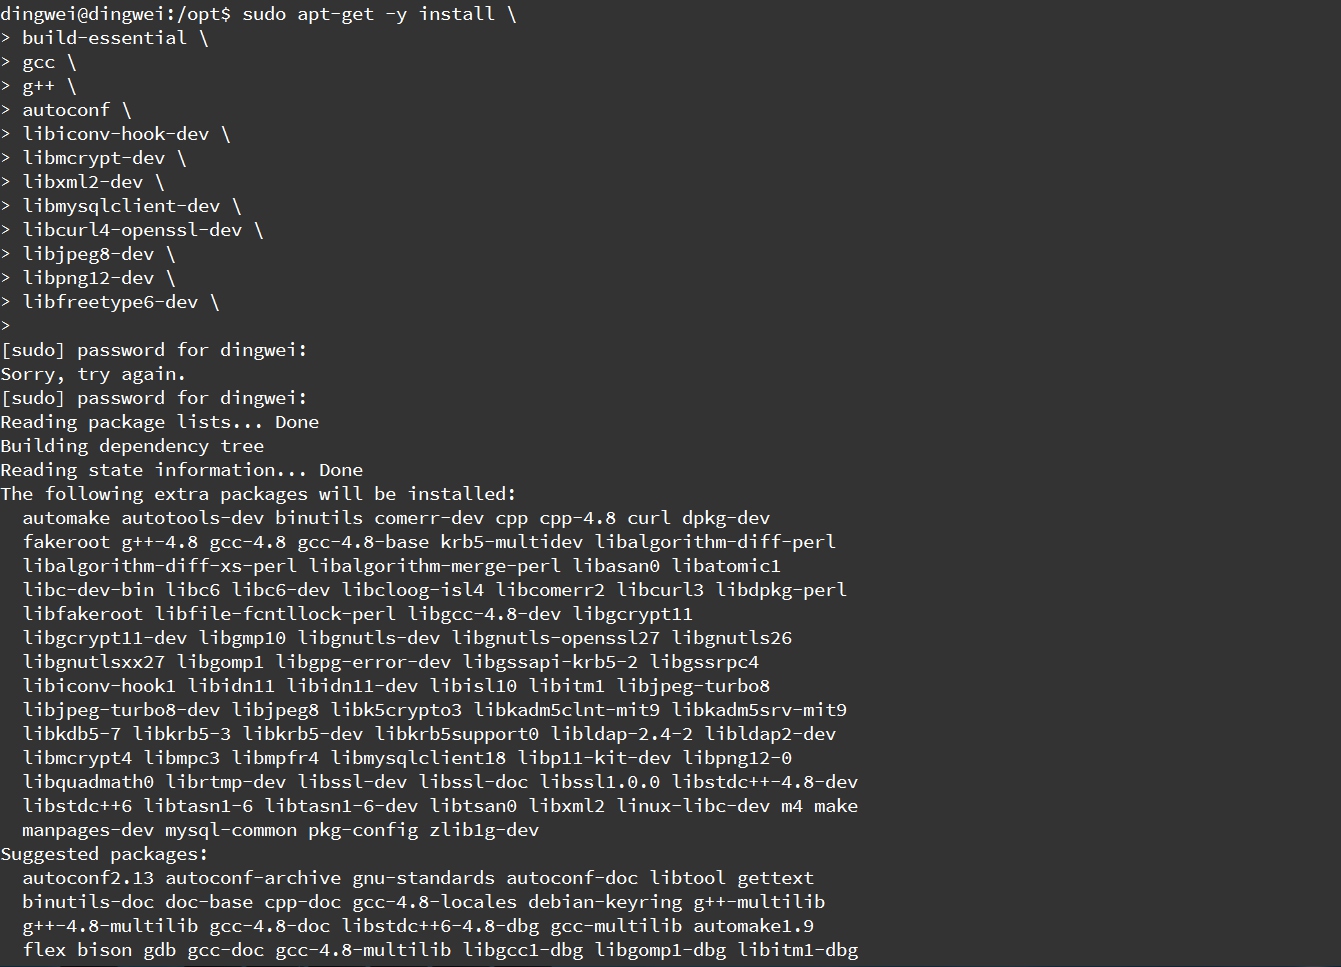 dingwei@dingwei:/opt$ sudo apt-get -y install \
> build-essential \
> gcc \
> g++ \
> autoconf \
> libiconv-hook-dev \
> libmcrypt-dev \
> libxml2-dev \
> libmysqlclient-dev \
> libcurl4-openssl-dev \
> libjpeg8-dev \
> libpng12-dev \
> libfreetype6-dev \
>
[sudo] password for dingwei:
Sorry, try again.
[sudo] password for dingwei:
Reading package lists... Done
Building dependency tree
Reading state information... Done
The following extra packages will be installed:
  automake autotools-dev binutils comerr-dev cpp cpp-4.8 curl dpkg-dev
  fakeroot g++-4.8 gcc-4.8 gcc-4.8-base krb5-multidev libalgorithm-diff-perl
  libalgorithm-diff-xs-perl libalgorithm-merge-perl libasan0 libatomic1
  libc-dev-bin libc6 libc6-dev libcloog-isl4 libcomerr2 libcurl3 libdpkg-perl
  libfakeroot libfile-fcntllock-perl libgcc-4.8-dev libgcrypt11
  libgcrypt11-dev libgmp10 libgnutls-dev libgnutls-openssl27 libgnutls26
  libgnutlsxx27 libgomp1 libgpg-error-dev libgssapi-krb5-2 libgssrpc4
  libiconv-hook1 libidn11 libidn11-dev libisl10 libitm1 libjpeg-turbo8
  libjpeg-turbo8-dev libjpeg8 libk5crypto3 libkadm5clnt-mit9 libkadm5srv-mit9
  libkdb5-7 libkrb5-3 libkrb5-dev libkrb5support0 libldap-2.4-2 libldap2-dev
  libmcrypt4 libmpc3 libmpfr4 libmysqlclient18 libp11-kit-dev libpng12-0
  libquadmath0 librtmp-dev libssl-dev libssl-doc libssl1.0.0 libstdc++-4.8-dev
  libstdc++6 libtasn1-6 libtasn1-6-dev libtsan0 libxml2 linux-libc-dev m4 make
  manpages-dev mysql-common pkg-config zlib1g-dev
Suggested packages:
  autoconf2.13 autoconf-archive gnu-standards autoconf-doc libtool gettext
  binutils-doc doc-base cpp-doc gcc-4.8-locales debian-keyring g++-multilib
  g++-4.8-multilib gcc-4.8-doc libstdc++6-4.8-dbg gcc-multilib automake1.9
  flex bison gdb gcc-doc gcc-4.8-multilib libgcc1-dbg libgomp1-dbg libitm1-dbg